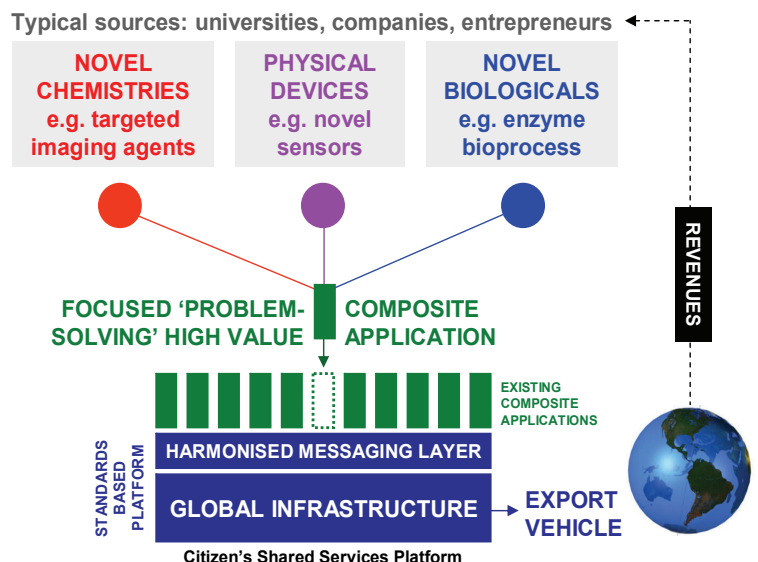 Typical sources: universities, companies, entrepreneurs
NOVEL
CHEMISTRIES
e.g. targeted
imaging agents
PHYSICAL
DEVICES
e.g. novel
sensors
NOVEL
BIOLOGICALS
e.g. enzyme
bioprocess
REVENUES
FOCUSED ‘PROBLEM-
SOLVING’ HIGH VALUE
COMPOSITE
APPLICATION
EXISTING
COMPOSITE
APPLICATIONS
STANDARDS
BASED
PLATFORM
HARMONISED MESSAGING LAYER
GLOBAL INFRASTRUCTURE
EXPORT
VEHICLE
Citizen’s Shared Services Platform